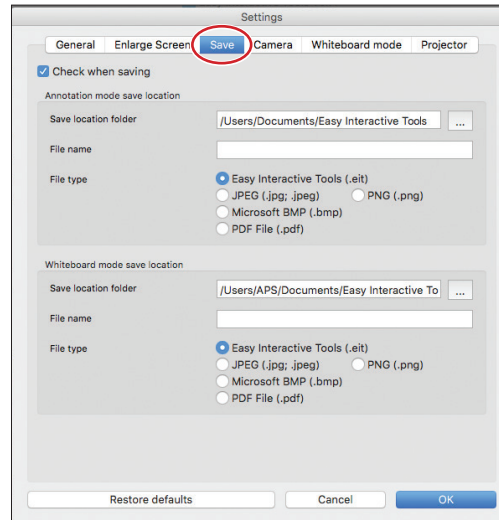 Settings
General Enlarge Screen Save Camera Whiteboard mode Projector
Check when saving
Annotation mode save location
Save location folder /Users/Documents/Easy Interactive Tools ...
File name
File type Easy Interactive Tools (.eit)
JPEG (.jpg; .jpeg) PNG (.png)
Microsoft BMP (.bmp)
PDF File (.pdf)
Whiteboard mode save location
Save location folder /Users/APS/Documents/Easy Interactive To ...
File name
File type Easy Interactive Tools (.eit)
JPEG (.jpg; .jpeg) PNG (.png)
Microsoft BMP (.bmp)
PDF File (.pdf)
Restore defaults Cancel OK